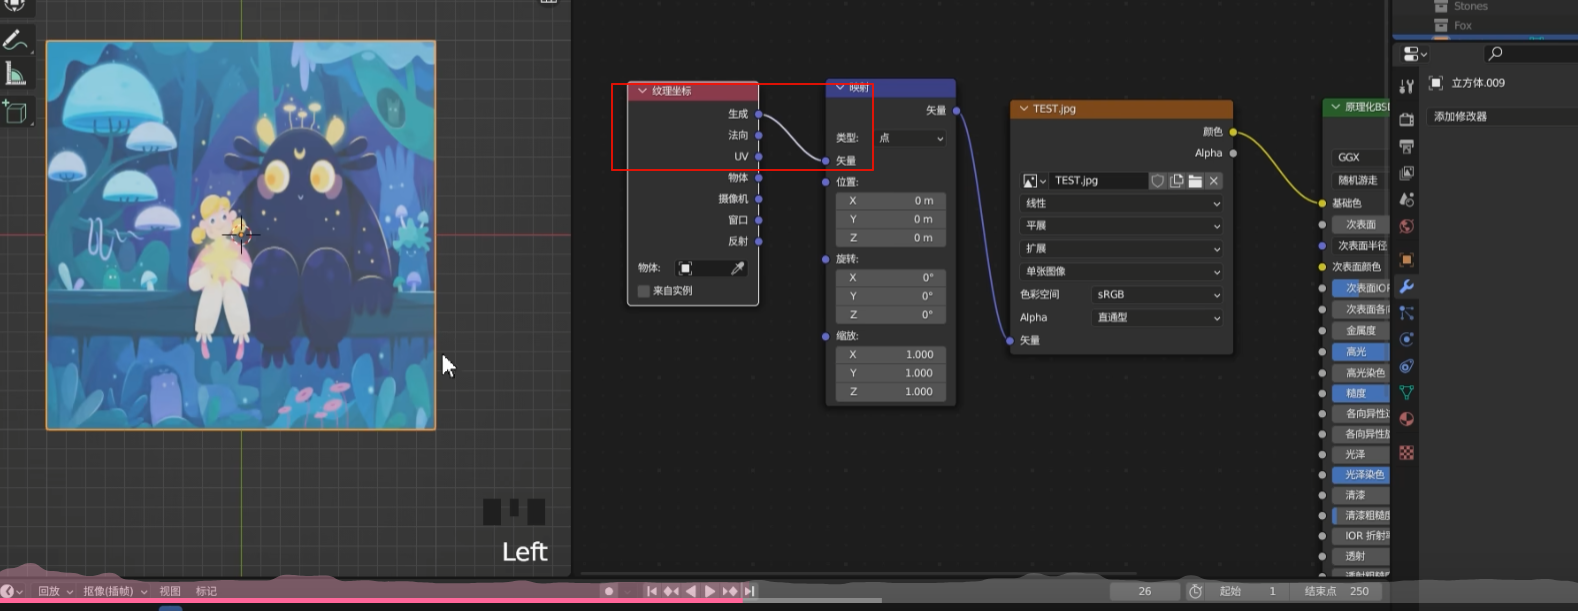 Stones
Fox
立方体.009
添加修改器
纹理坐标
生成
法向
UV
物体
摄像机
窗口
反射
物体:
来自实例
映射
矢量
类型: 点
矢量
位置:
X 0 m
Y 0 m
Z 0 m
旋转:
X 0°
Y 0°
Z 0°
缩放:
X 1.000
Y 1.000
Z 1.000
TEST.jpg
颜色
Alpha
TEST.jpg
线性
平展
扩展
单张图像
色彩空间 sRGB
Alpha 直通型
矢量
原理化BS
GGX
随机游走
基础色
次表面
次表面半径
次表面颜色
次表面IO
次表面各
金属度
高光
高光染色
糙度
各向异性
各向异性
光泽
光泽染色
清漆
清漆粗糙度
IOR 折射
透射
Left
回放 抠像(插帧) 视图 标记
26 起始 1 结束点 250